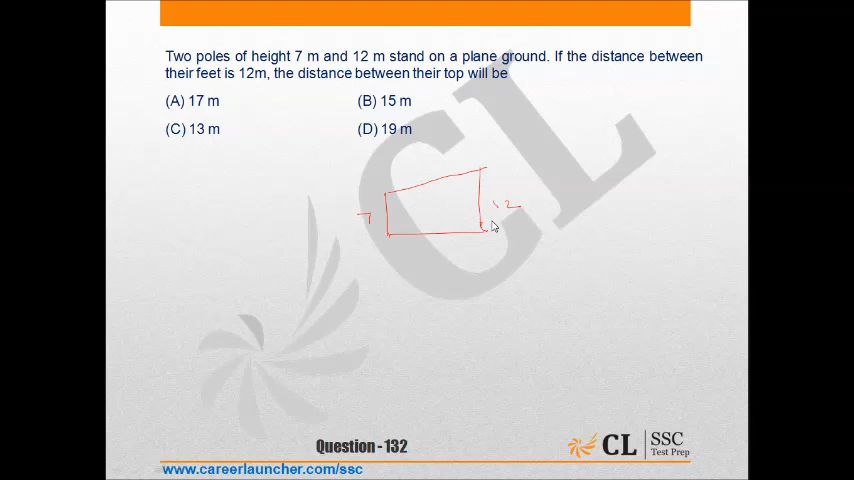 Two poles of height 7 m and 12 m stand on a plane ground. If the distance between
their feet is 12m, the distance between their top will be
(A) 17 m
(B) 15 m
(C) 13 m
(D) 19 m
7
12
CL
Question - 132
www.careerlauncher.com/ssc
CL
SSC
Test Prep